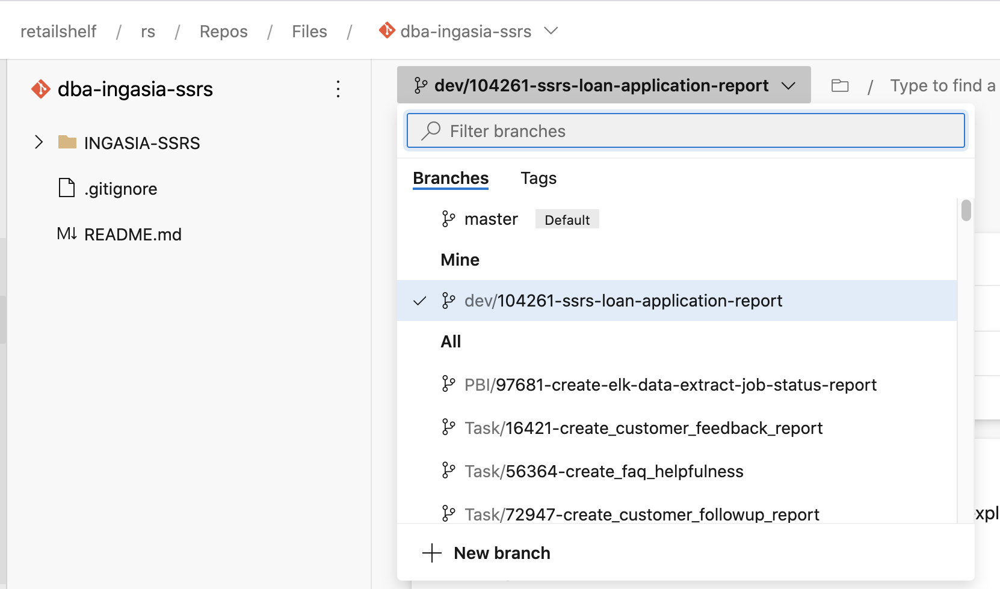 retailshelf / rs / Repos / Files / dba-ingasia-ssrs
dba-ingasia-ssrs
INGASIA-SSRS
.gitignore
M↓ README.md
dev/104261-ssrs-loan-application-report
/ Type to find a
Filter branches
Branches Tags
master Default
Mine
dev/104261-ssrs-loan-application-report
All
PBI/97681-create-elk-data-extract-job-status-report
Task/16421-create_customer_feedback_report
Task/56364-create_faq_helpfulness
Task/72947-create_customer_followup_report
New branch